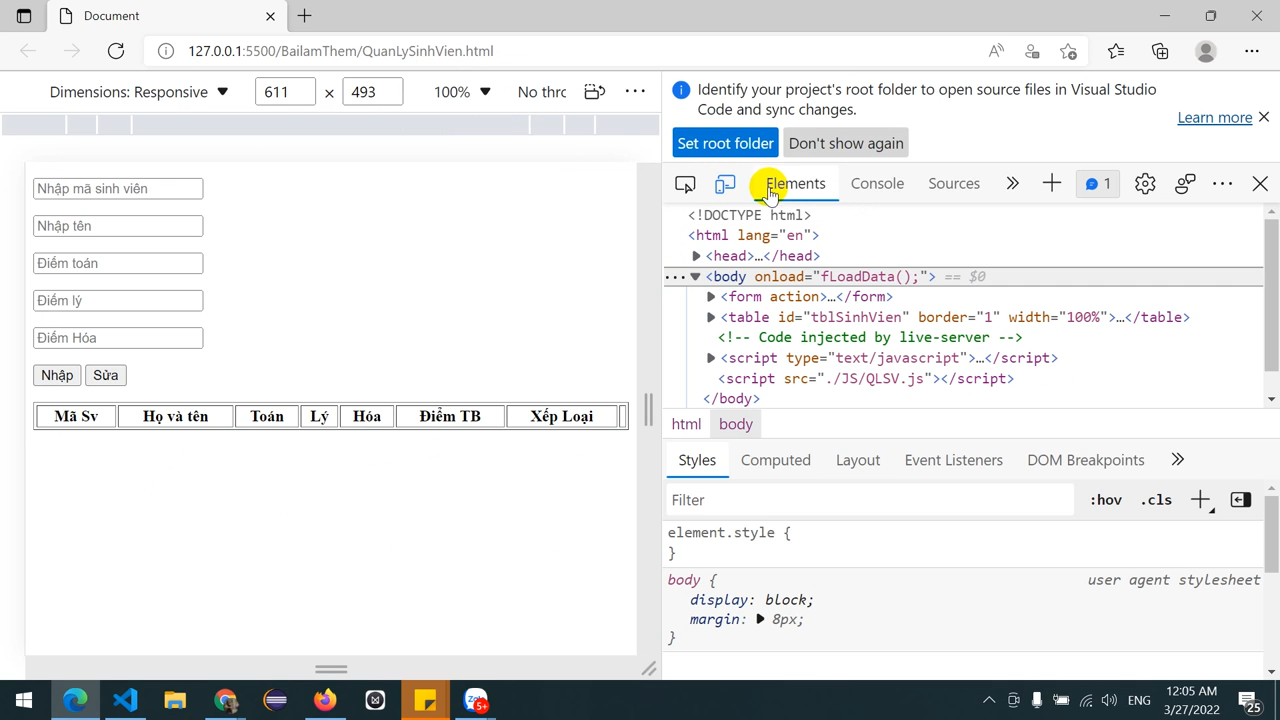 Document
127.0.0.1:5500/BailamThem/QuanLySinhVien.html
Dimensions: Responsive 611 × 493 100% No thrc
Nhập mã sinh viên
Nhập tên
Điểm toán
Điểm lý
Điểm Hóa
Nhập Sửa
Mã Sv Họ và tên Toán Lý Hóa Điểm TB Xếp Loại
Identify your project's root folder to open source files in Visual Studio
Code and sync changes.
Learn more
Set root folder Don't show again
Elements Console Sources 1
<!DOCTYPE html>
<html lang="en">
<head>…</head>
<body onload="fLoadData();"> == $0
<form action>…</form>
<table id="tblSinhVien" border="1" width="100%">…</table>
<!-- Code injected by live-server -->
<script type="text/javascript">…</script>
<script src="./JS/QLSV.js"></script>
</body>
html body
Styles Computed Layout Event Listeners DOM Breakpoints
Filter :hov .cls
element.style {
}
body { user agent stylesheet
display: block;
margin: 8px;
}
5+
ENG
12:05 AM
3/27/2022
25